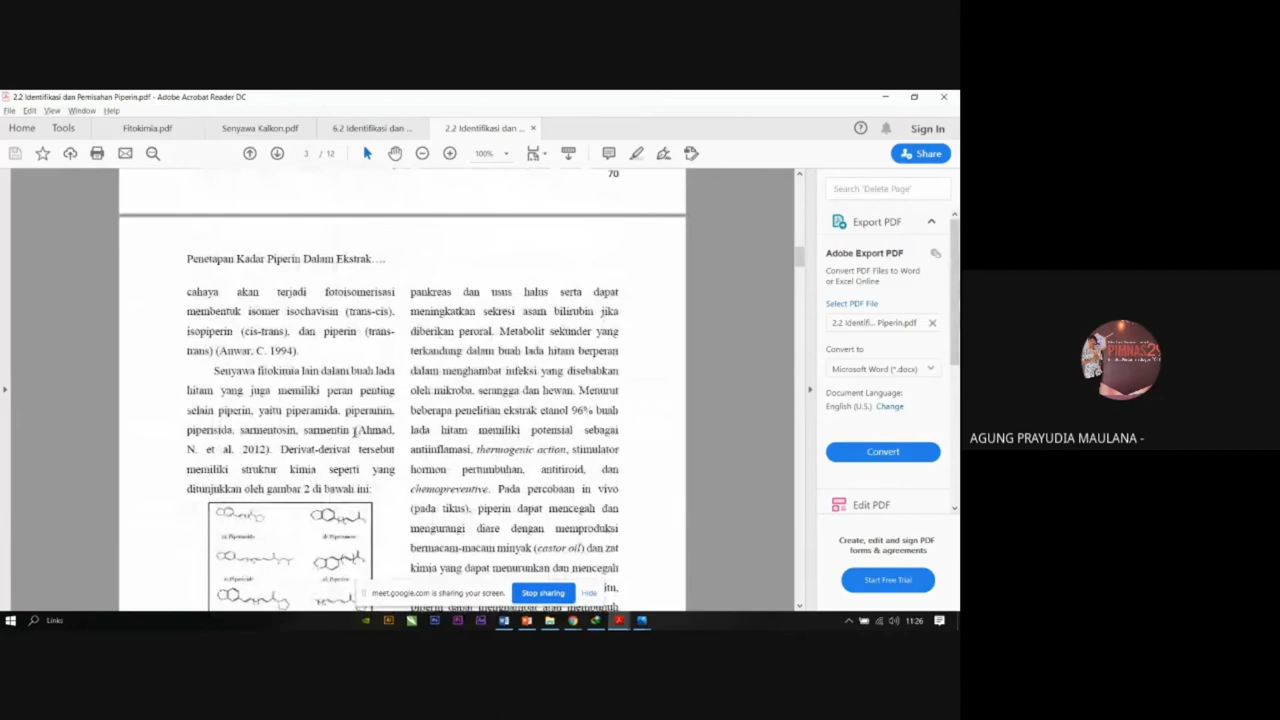 2.2 Identifikasi dan Pemisahan Piperin.pdf - Adobe Acrobat Reader DC
File Edit View Window Help
Home Tools Fitokimia.pdf Senyawa Kalkon.pdf 6.2 Identifikasi dan ... 2.2 Identifikasi dan ... × Sign In
3 / 12 100% Share
70
Penetapan Kadar Piperin Dalam Ekstrak….
cahaya akan terjadi fotoisomerisasi
membentuk isomer isochavisin (trans-cis),
isopiperin (cis-trans), dan piperin (trans-
trans) (Anwar, C. 1994).
Senyawa fitokimia lain dalam buah lada
hitam yang juga memiliki peran penting
selain piperin, yaitu piperamida, piperamin,
piperisida, sarmentosin, sarmentin (Ahmad,
N. et al. 2012). Derivat-derivat tersebut
memiliki struktur kimia seperti yang
ditunjukkan oleh gambar 2 di bawah ini:
pankreas dan usus halus serta dapat
meningkatkan sekresi asam bilirubin jika
diberikan peroral. Metabolit sekunder yang
terkandung dalam buah lada hitam berperan
dalam menghambat infeksi yang disebabkan
oleh mikroba, serangga dan hewan. Menurut
beberapa penelitian ekstrak etanol 96% buah
lada hitam memiliki potensial sebagai
antiinflamasi, thermogenic action, stimulator
hormon pertumbuhan, antitiroid, dan
chemopreventive. Pada percobaan in vivo
(pada tikus), piperin dapat mencegah dan
mengurangi diare dengan memproduksi
bermacam-macam minyak (castor oil) dan zat
kimia yang dapat menurunkan dan mencegah
itu,
piperin dapat menghambat atau membunuh
meet.google.com is sharing your screen. Stop sharing Hide
Search 'Delete Page'
Export PDF
Adobe Export PDF
Convert PDF Files to Word
or Excel Online
Select PDF File
2.2 Identifi... Piperin.pdf
Convert to
Microsoft Word (*.docx)
Document Language:
English (U.S.) Change
Convert
Edit PDF
Create, edit and sign PDF
forms & agreements
Start Free Trial
Links
11:26
PIMNAS29
AGUNG PRAYUDIA MAULANA -